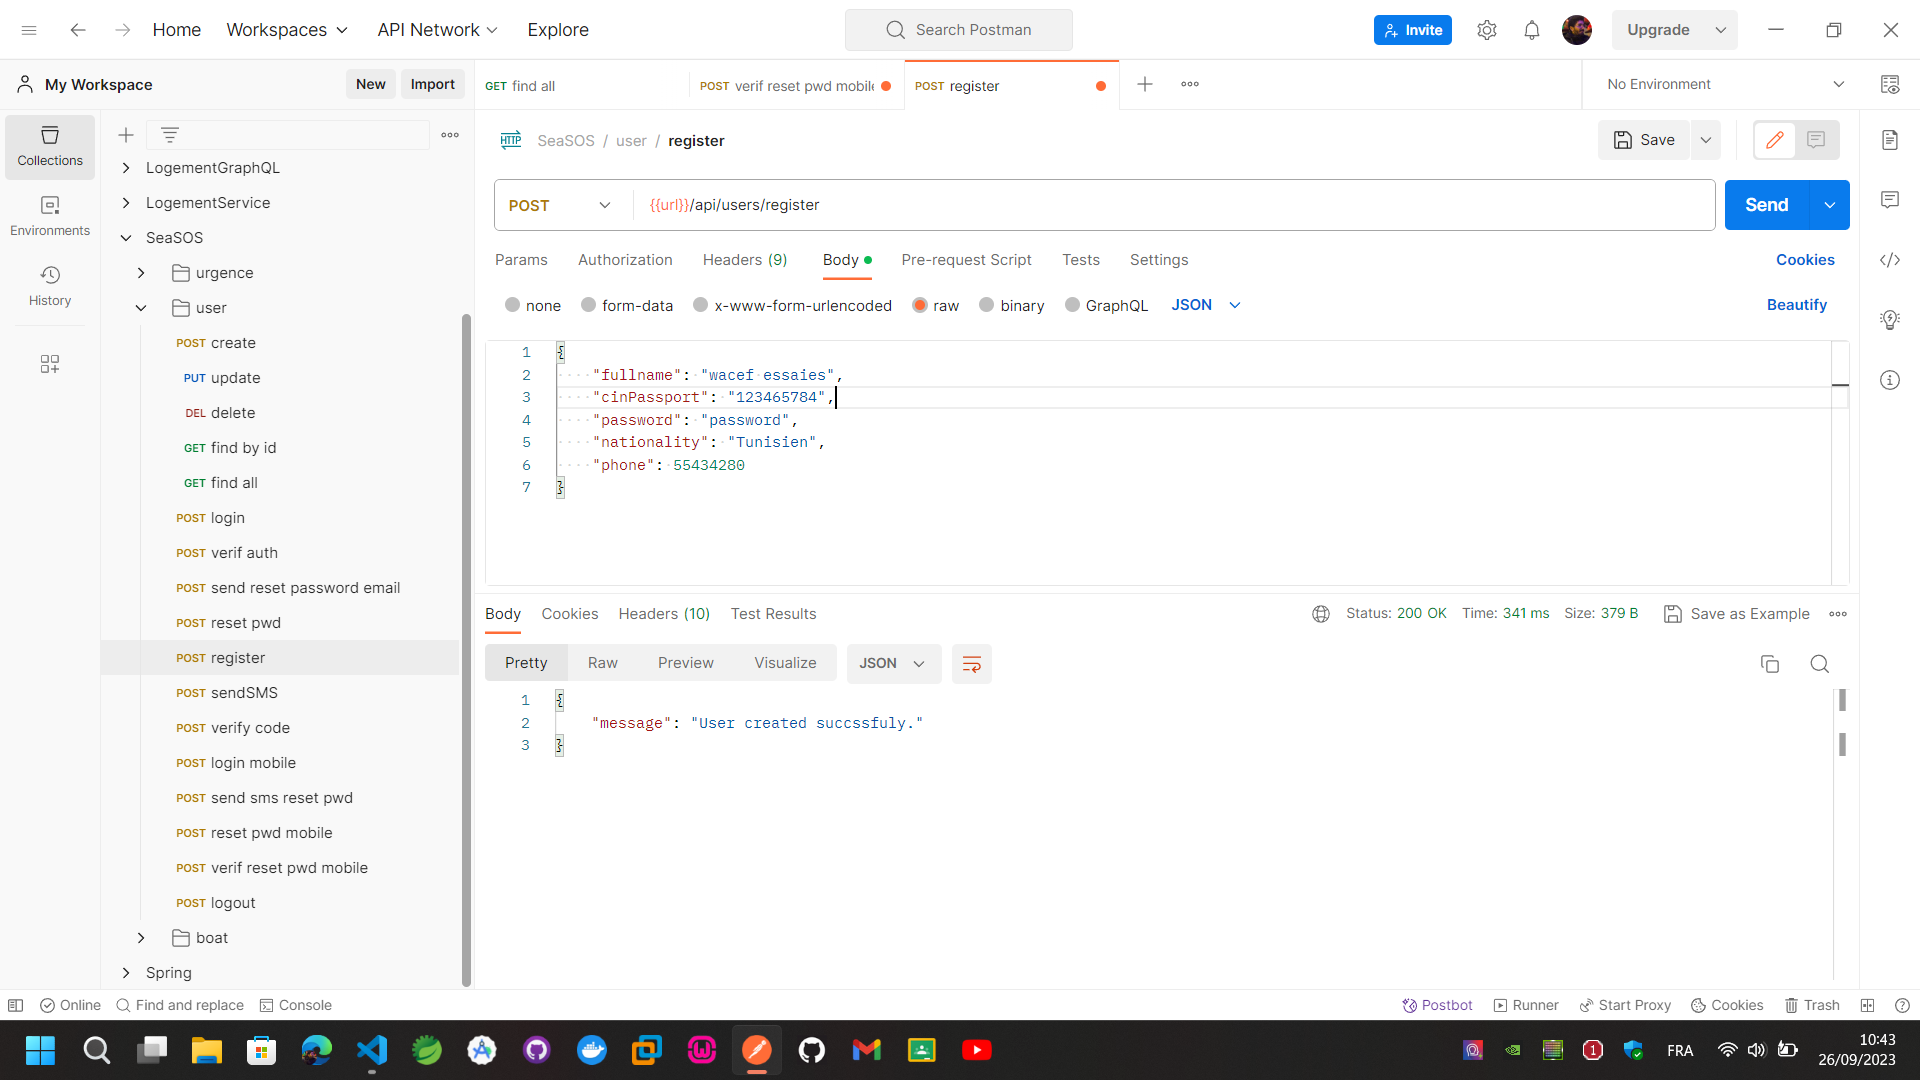 Home Workspaces API Network Explore Search Postman Invite Upgrade
My Workspace New Import
GET find all POST verif reset pwd mobile POST register No Environment
Collections
Environments
History
LogementGraphQL
LogementService
SeaSOS
urgence
user
POST create
PUT update
DEL delete
GET find by id
GET find all
POST login
POST verif auth
POST send reset password email
POST reset pwd
POST register
POST sendSMS
POST verify code
POST login mobile
POST send sms reset pwd
POST reset pwd mobile
POST verif reset pwd mobile
POST logout
boat
Spring
HTTP SeaSOS / user / register Save
POST {{url}}/api/users/register Send
Params Authorization Headers (9) Body Pre-request Script Tests Settings Cookies
none form-data x-www-form-urlencoded raw binary GraphQL JSON Beautify
1 {
2 "fullname": "wacef essaies",
3 "cinPassport": "123465784",
4 "password": "password",
5 "nationality": "Tunisien",
6 "phone": 55434280
7 }
Body Cookies Headers (10) Test Results Status: 200 OK Time: 341 ms Size: 379 B Save as Example
Pretty Raw Preview Visualize JSON
1 {
2 "message": "User created succssfuly."
3 }
Online Find and replace Console Postbot Runner Start Proxy Cookies Trash
FRA 10:43
26/09/2023